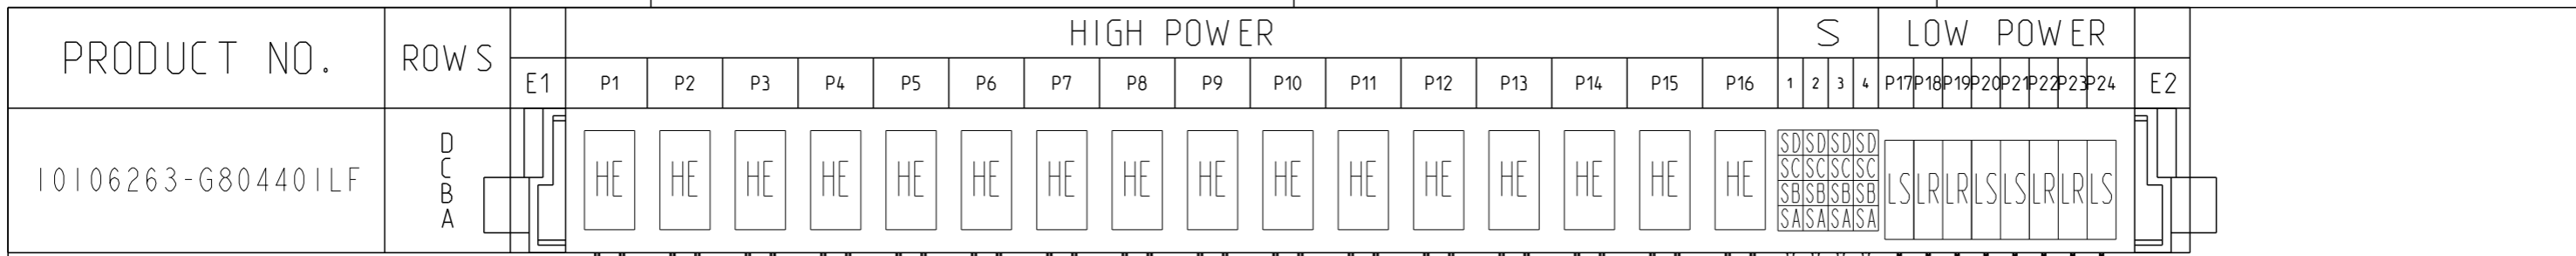 PRODUCT NO. ROWS HIGH POWER S LOW POWER
E1 P1 P2 P3 P4 P5 P6 P7 P8 P9 P10 P11 P12 P13 P14 P15 P16 1 2 3 4 P17 P18 P19 P20 P21 P22 P23 P24 E2
10106263-G804401LF
D
C
B
A
HE HE HE HE HE HE HE HE HE HE HE HE HE HE HE HE
SD SD SD SD
SC SC SC SC
SB SB SB SB
SA SA SA SA
LS LR LR LS LS LR LR LS